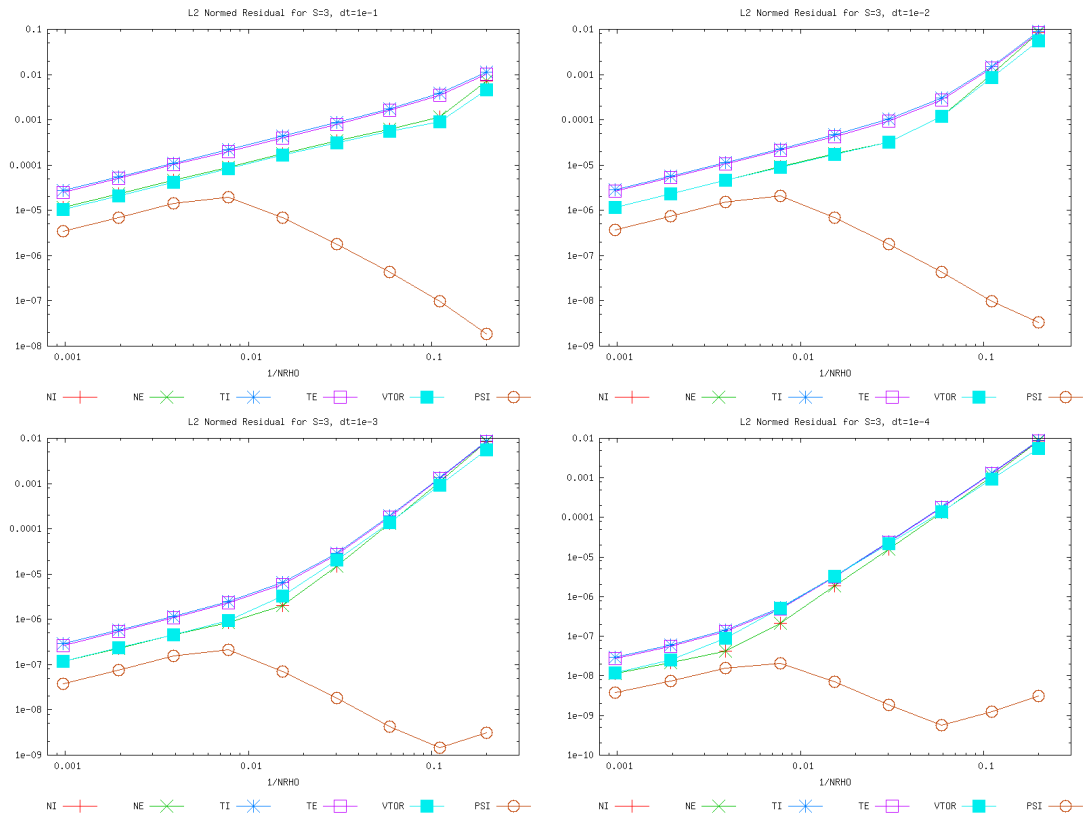 L2 Normed Residual for S=3, dt=1e-1
0.1
0.01
0.001
0.0001
1e-05
1e-06
1e-07
1e-08
0.001 0.01 0.1
1/NRHO
NI NE TI TE VTOR PSI
L2 Normed Residual for S=3, dt=1e-2
0.01
0.001
0.0001
1e-05
1e-06
1e-07
1e-08
1e-09
0.001 0.01 0.1
1/NRHO
NI NE TI TE VTOR PSI
L2 Normed Residual for S=3, dt=1e-3
0.01
0.001
0.0001
1e-05
1e-06
1e-07
1e-08
1e-09
0.001 0.01 0.1
1/NRHO
NI NE TI TE VTOR PSI
L2 Normed Residual for S=3, dt=1e-4
0.01
0.001
0.0001
1e-05
1e-06
1e-07
1e-08
1e-09
1e-10
0.001 0.01 0.1
1/NRHO
NI NE TI TE VTOR PSI